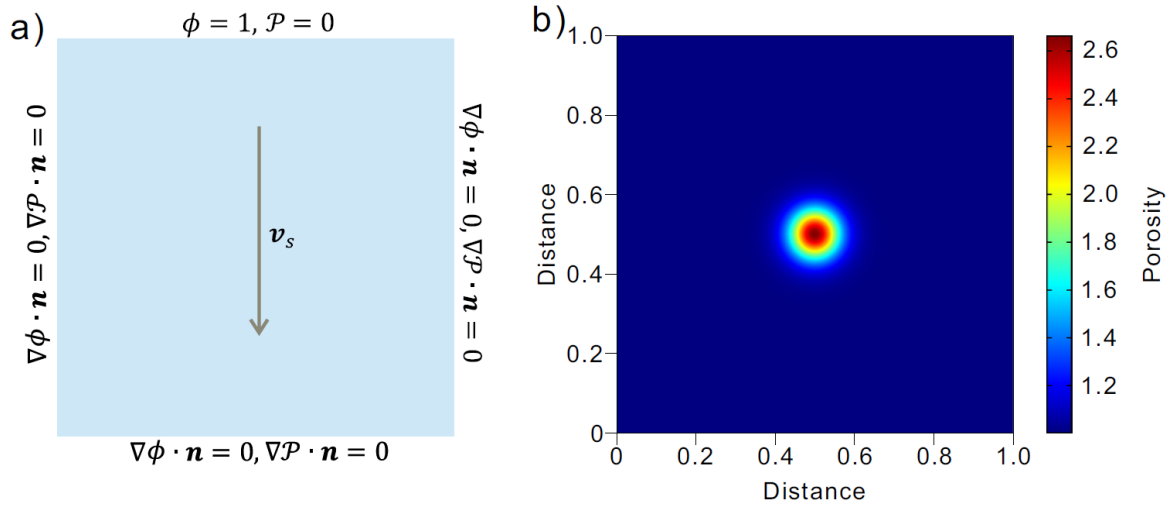 a)
ϕ = 1, 𝒫 = 0
∇ϕ · 𝒏 = 0, ∇𝒫 · 𝒏 = 0
𝒗ₛ
∇ϕ · 𝒏 = 0, ∇𝒫 · 𝒏 = 0
∇ϕ · 𝒏 = 0, ∇𝒫 · 𝒏 = 0
b)
1.0
0.8
0.6
0.4
0.2
0
Distance
0 0.2 0.4 0.6 0.8 1.0
Distance
2.6
2.4
2.2
2.0
1.8
1.6
1.4
1.2
Porosity